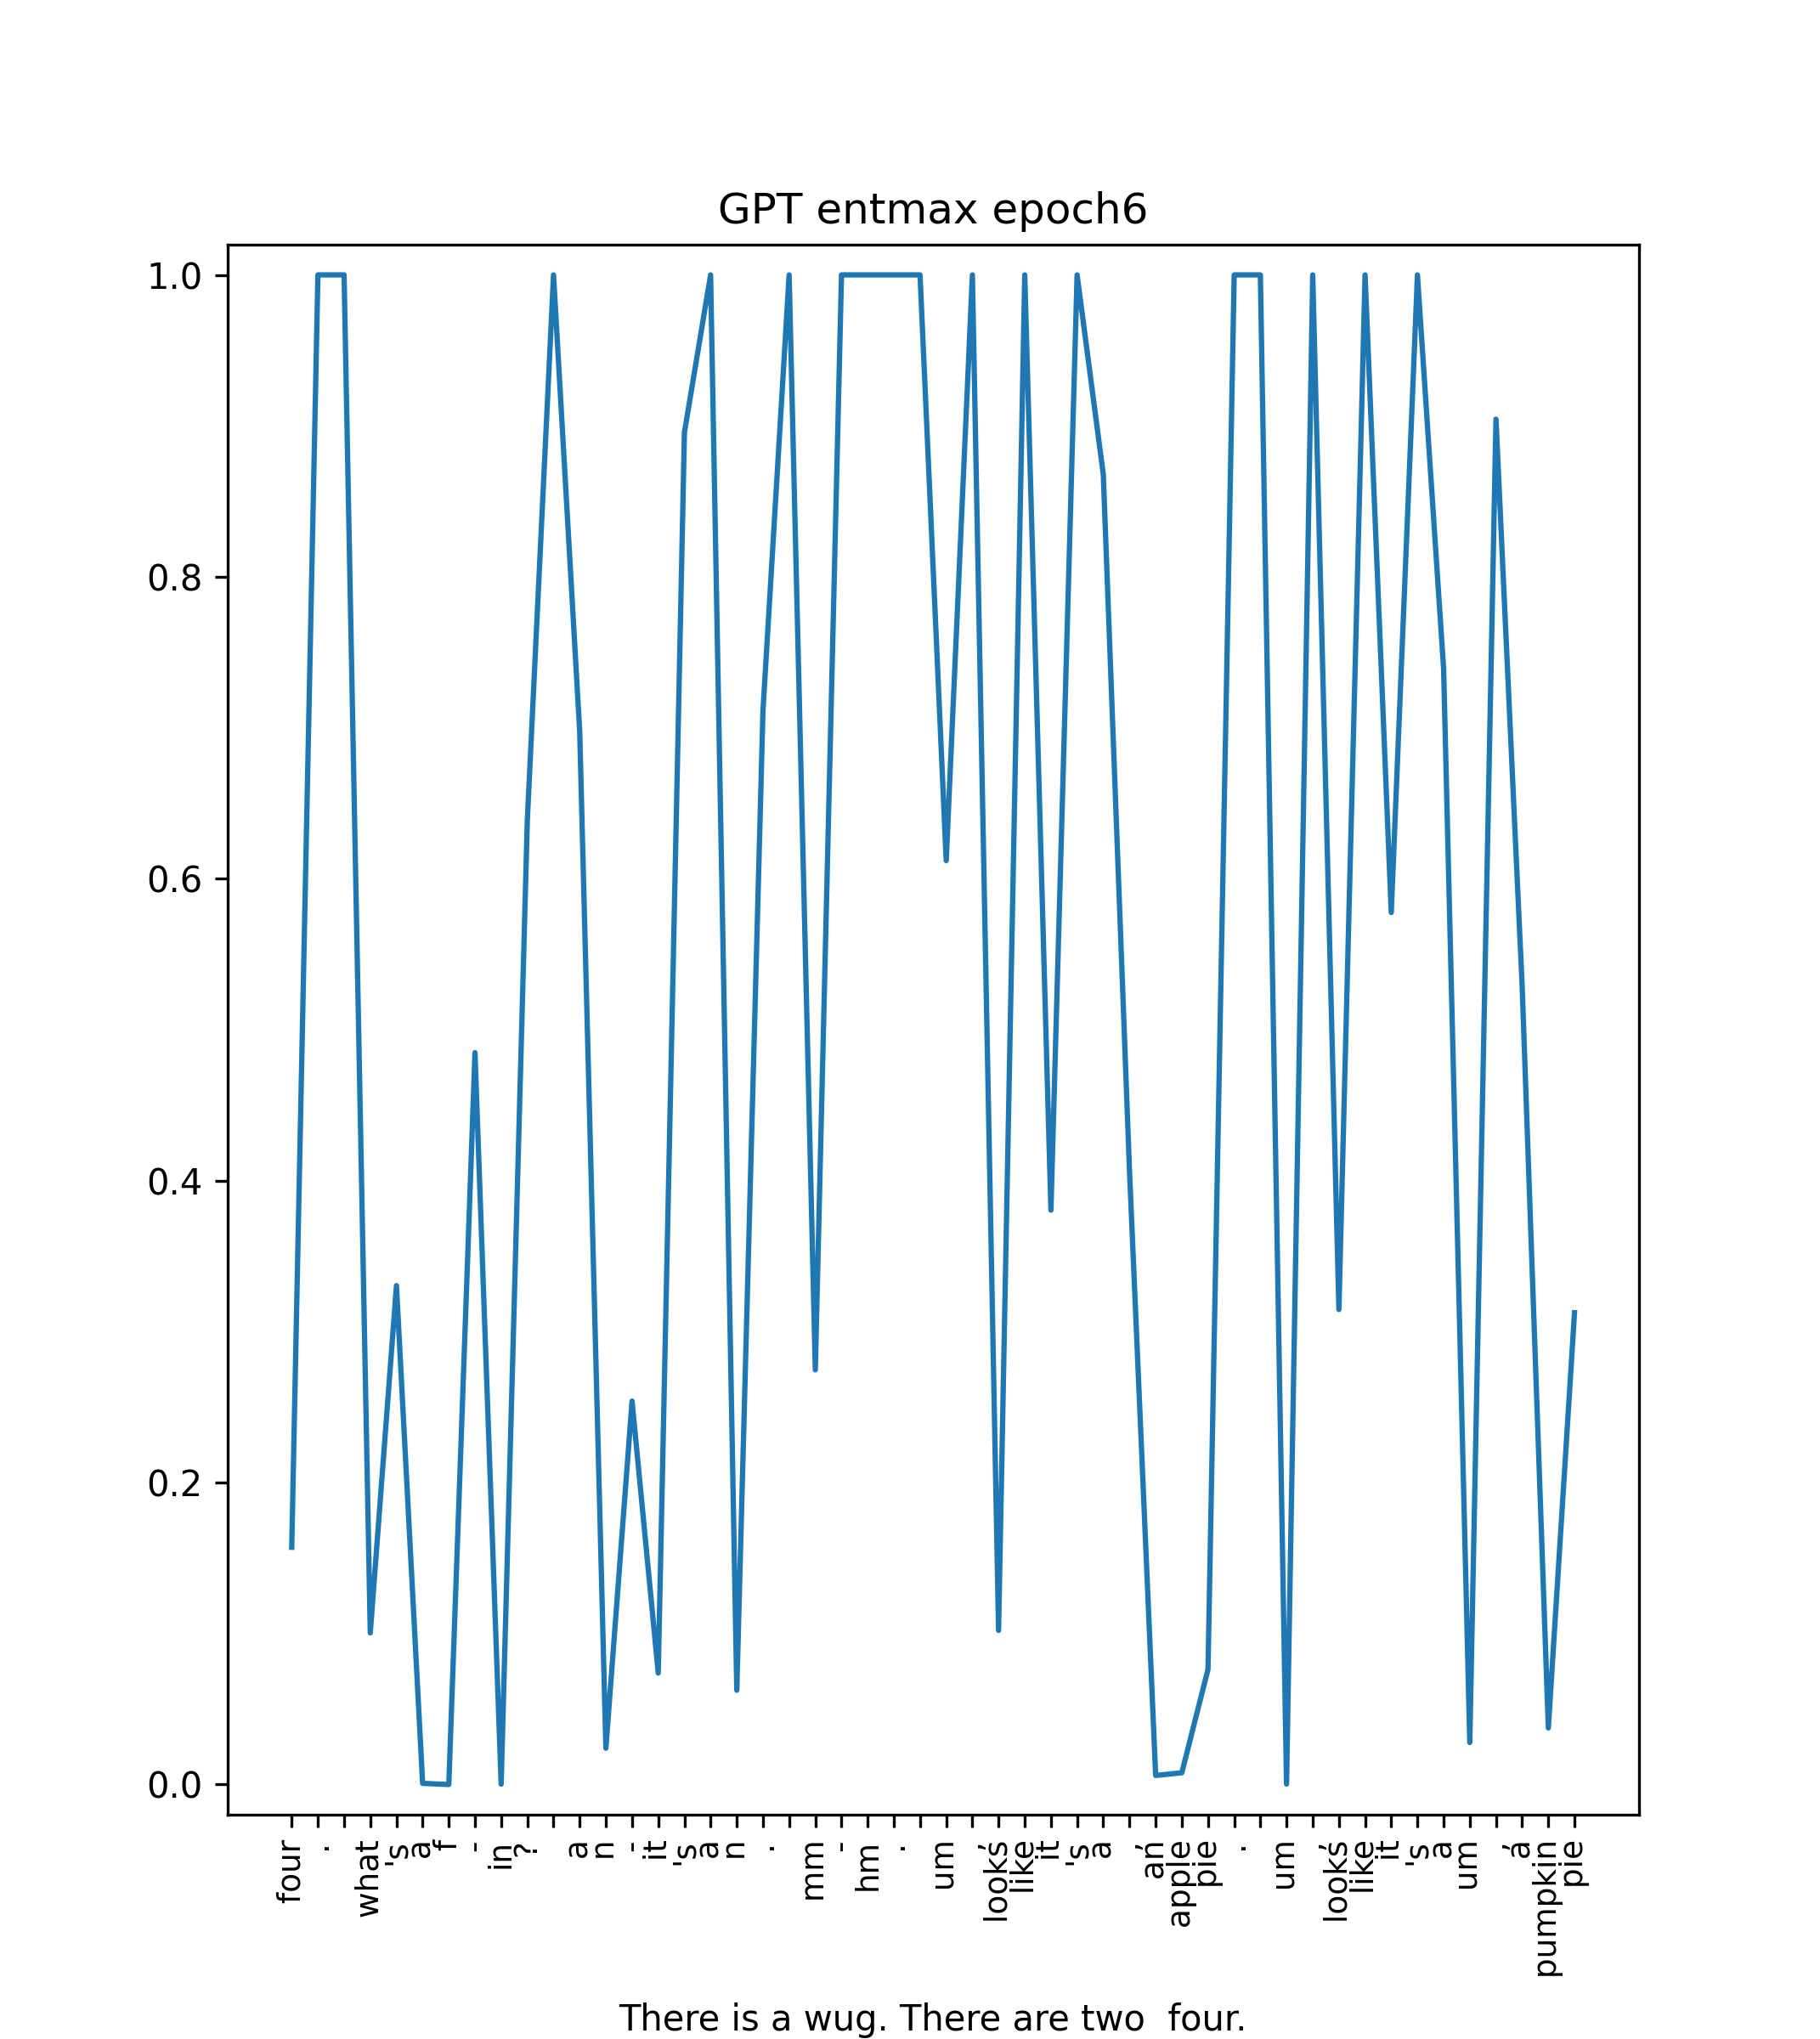 GPT entmax epoch6
1.0
0.8
0.6
0.4
0.2
0.0
four
.
what
's
a
f
-
in
?
a
n
-
it
's
a
n
.
mm
-
hm
.
um
looks
,
like
it
's
a
an
,
apple
pie
.
um
looks
,
like
it
's
a
um
,
a
pumpkin
pie
There is a wug. There are two  four.